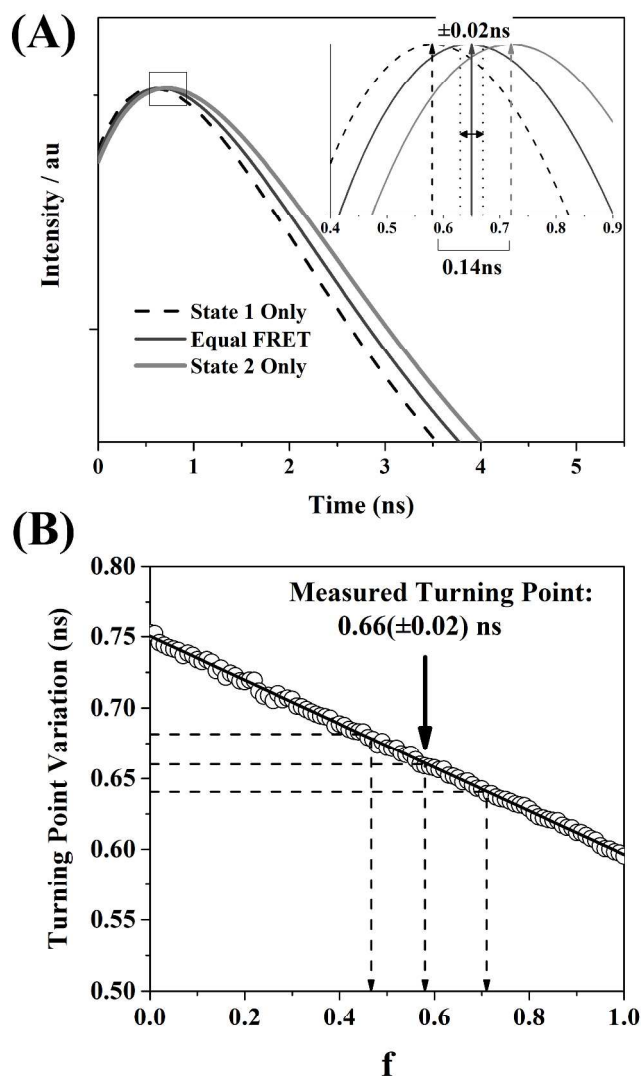 (A)
Intensity / au
State 1 Only
Equal FRET
State 2 Only
0 1 2 3 4 5
Time (ns)
±0.02ns
0.4 0.5 0.6 0.7 0.8 0.9
0.14ns
(B)
Turning Point Variation (ns)
0.80
0.75
0.70
0.65
0.60
0.55
0.50
Measured Turning Point:
0.66(±0.02) ns
0.0 0.2 0.4 0.6 0.8 1.0
f